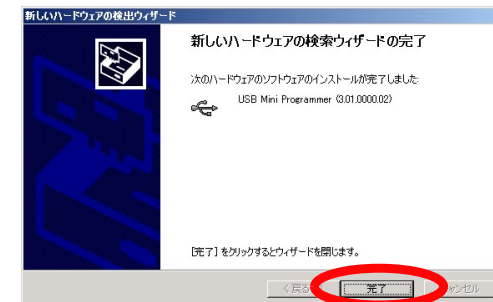 新しいハードウェアの検出ウィザード
新しいハードウェアの検索ウィザードの完了
次のハードウェアのソフトウェアのインストールが完了しました:
USB Mini Programmer (3.01.0000.02)
[完了] をクリックするとウィザードを閉じます。
< 戻る
完了
ャンセル